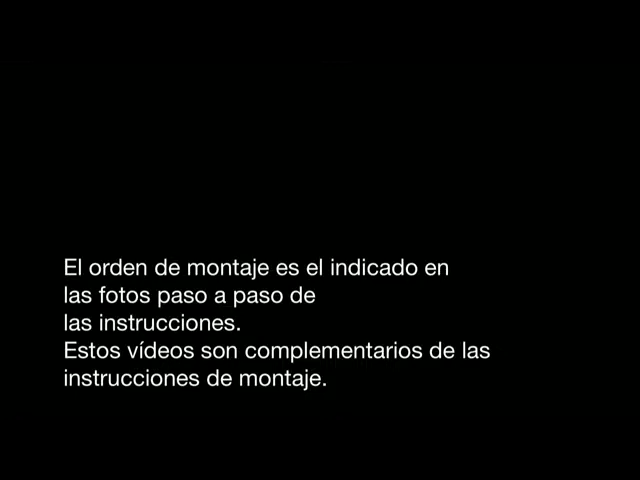 El orden de montaje es el indicado en
las fotos paso a paso de
las instrucciones.
Estos vídeos son complementarios de las
instrucciones de montaje.